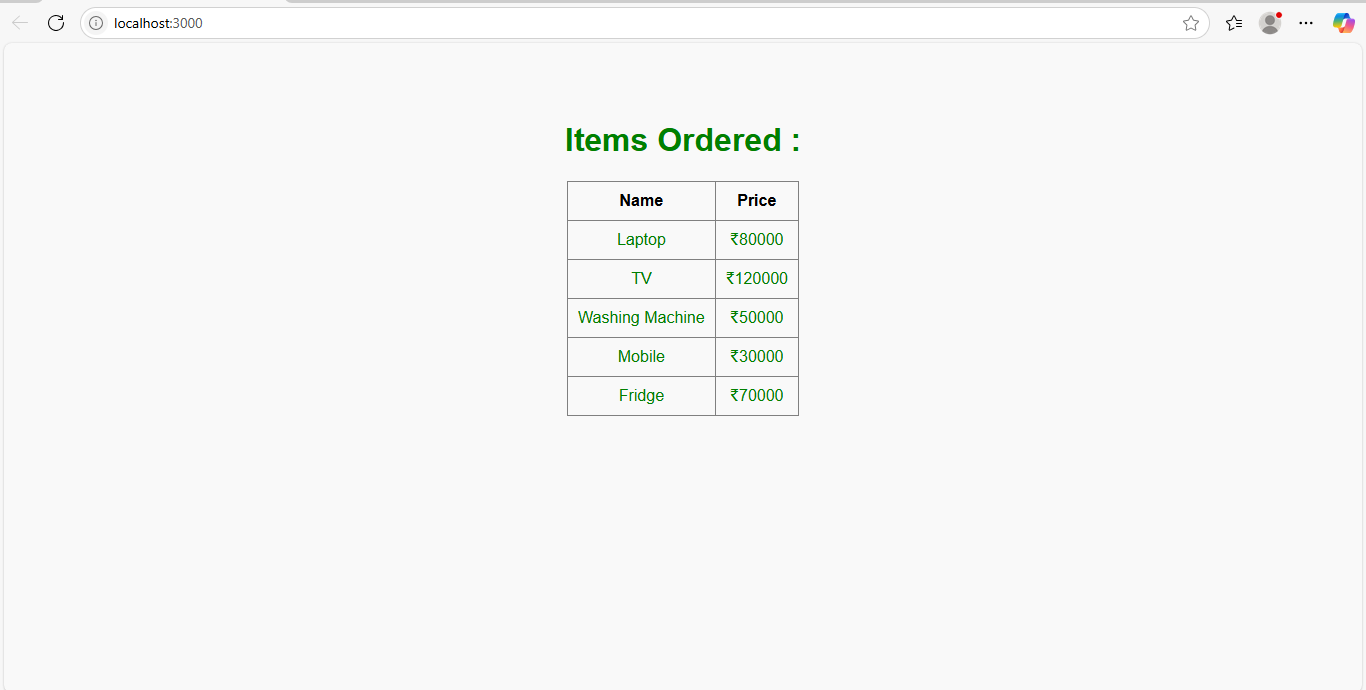 localhost:3000
Items Ordered :
Name Price
Laptop ₹80000
TV ₹120000
Washing Machine ₹50000
Mobile ₹30000
Fridge ₹70000